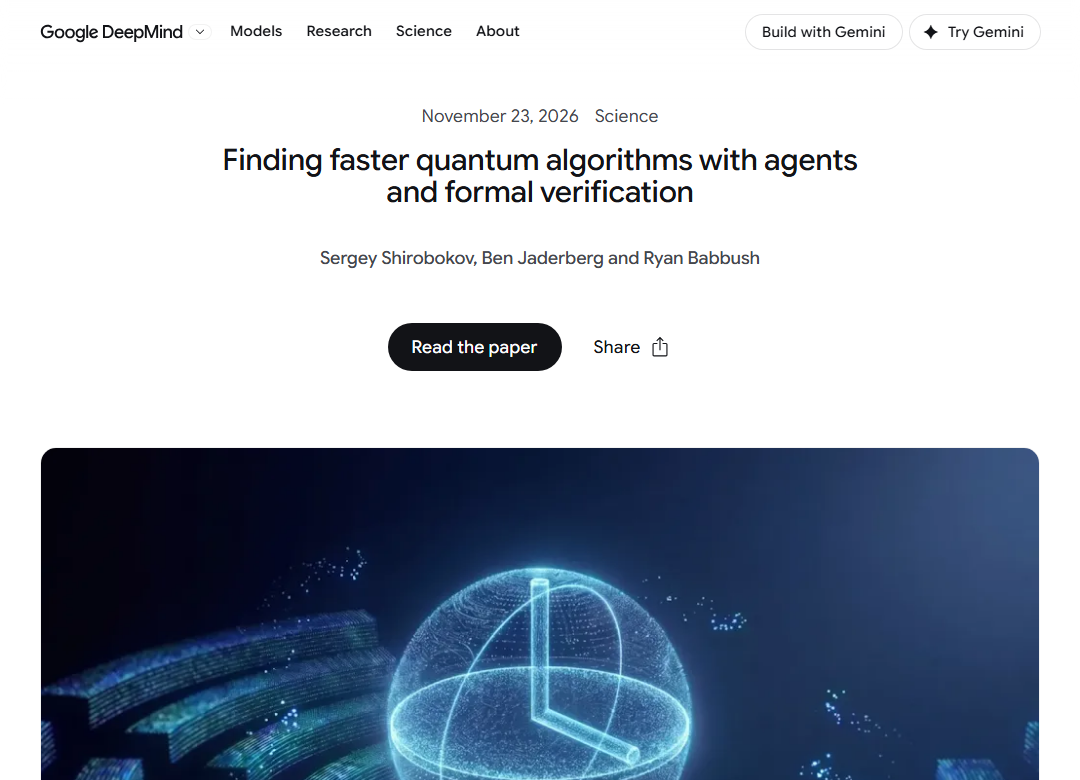 Google DeepMind Models Research Science About Build with Gemini Try Gemini
November 23, 2026 Science
Finding faster quantum algorithms with agents
and formal verification
Sergey Shirobokov, Ben Jaderberg and Ryan Babbush
Read the paper Share